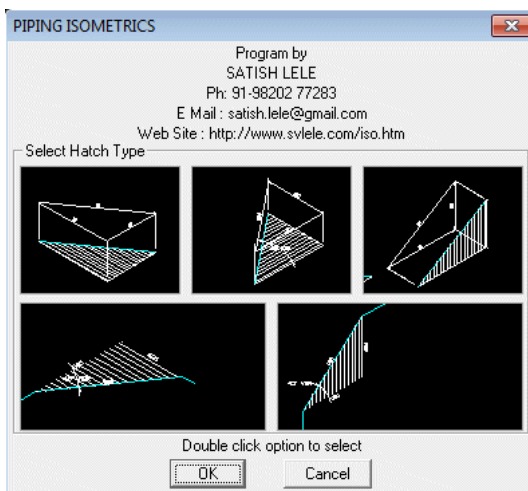 PIPING ISOMETRICS
Program by
SATISH LELE
Ph: 91-98202 77283
E Mail : satish.lele@gmail.com
Web Site : http://www.svlele.com/iso.htm
Select Hatch Type
Double click option to select
OK
Cancel